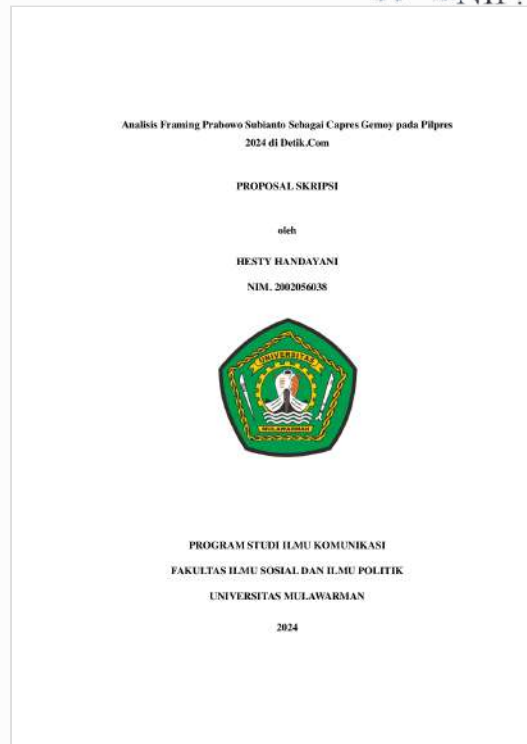 Analisis Framing Prabowo Subianto Sebagai Capres Gemoy pada Pilpres
2024 di Detik.Com
PROPOSAL SKRIPSI
oleh
HESTY HANDAYANI
NIM. 2002056038
UNIVERSITAS
MULAWARMAN
PROGRAM STUDI ILMU KOMUNIKASI
FAKULTAS ILMU SOSIAL DAN ILMU POLITIK
UNIVERSITAS MULAWARMAN
2024